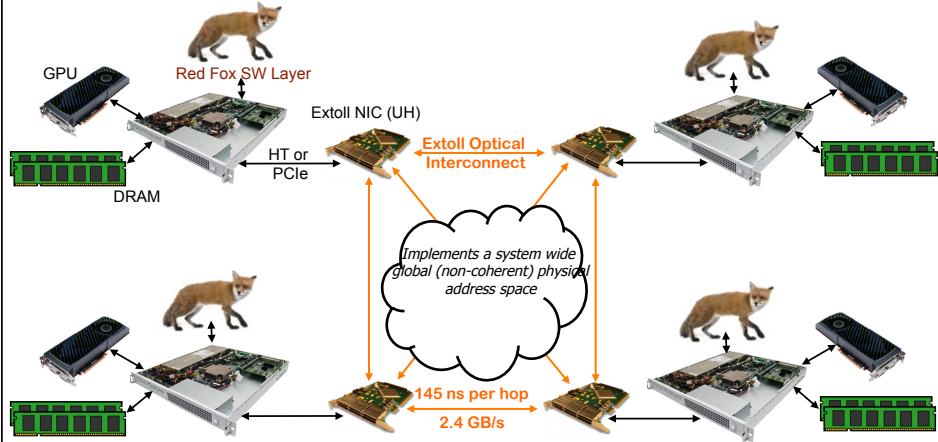 GPU
Red Fox SW Layer
Extoll NIC (UH)
HT or
PCIe
Extoll Optical
Interconnect
DRAM
Implements a system wide
global (non-coherent) physical
address space
145 ns per hop
2.4 GB/s